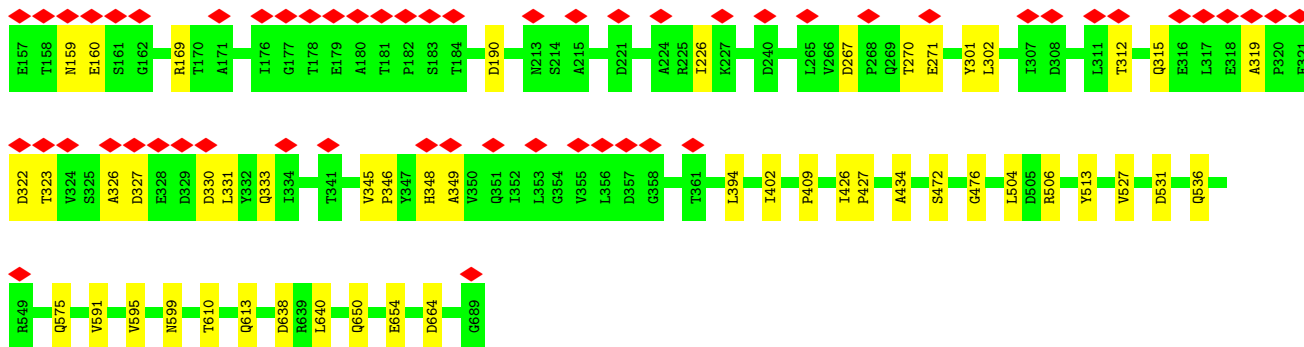 E157 T158 N159 E160 S161 G162 R169 T170 A171 I176 G177 T178 E179 A180 T181 P182 S183 T184 D190 N213 S214 A215 D221 A224 R225 I226 K227 D240 L265 V266 D267 P268 Q269 T270 E271 Y301 L302 I307 D308 L311 T312 Q315 E316 L317 E318 A319 P320 E321
D322 T323 V324 S325 A326 D327 E328 D329 D330 L331 Y332 Q333 I334 T341 V345 P346 Y347 H348 A349 V350 Q351 I352 L353 G354 V355 L356 D357 G358 T361 L394 I402 P409 I426 P427 A434 S472 G476 L504 D505 R506 Y513 V527 D531 Q536
R549 Q575 V591 V595 N599 T610 Q613 D638 R639 L640 Q650 E654 D664 G689